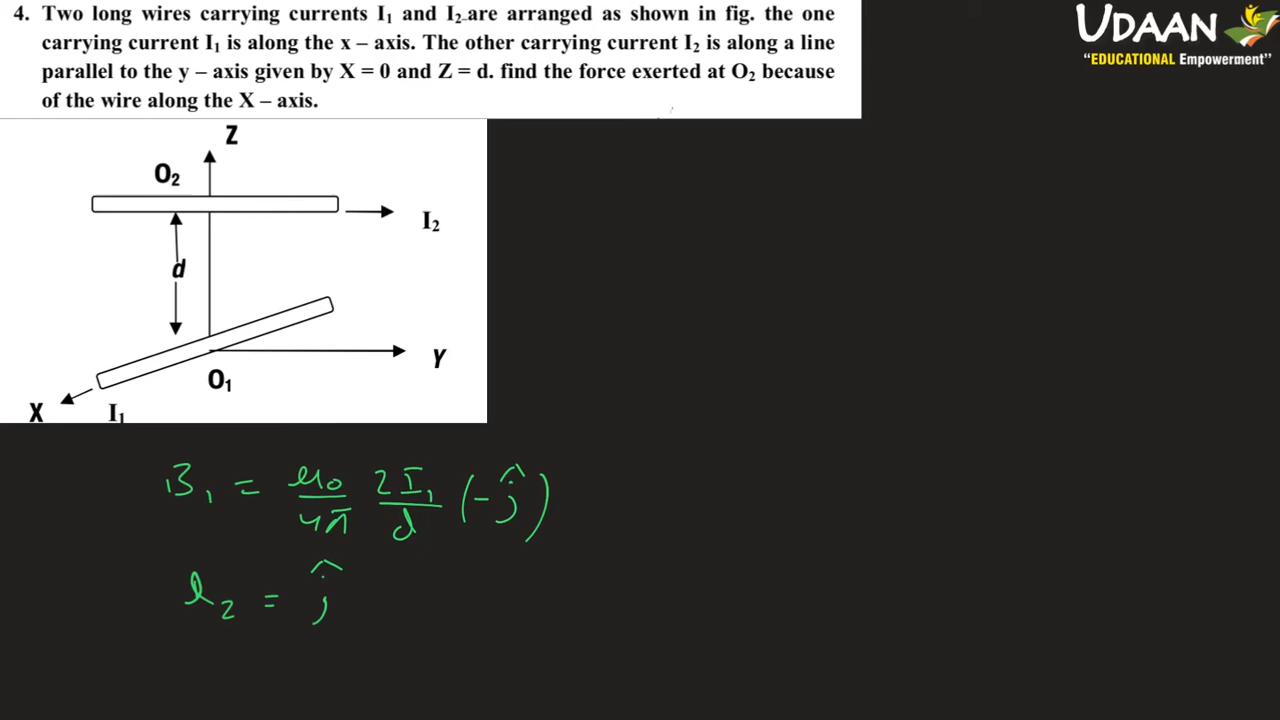 4. Two long wires carrying currents I₁ and I₂ are arranged as shown in fig. the one
carrying current I₁ is along the x – axis. The other carrying current I₂ is along a line
parallel to the y – axis given by X = 0 and Z = d. find the force exerted at O₂ because
of the wire along the X – axis.
UDAAN
“EDUCATIONAL Empowerment”
Z
O₂
I₂
d
Y
O₁
X
I₁
B₁ = μ₀/4π 2I₁/d (-ĵ)
l₂ = ĵ